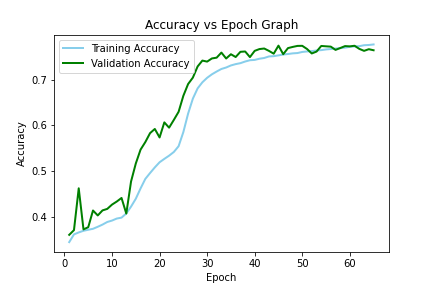 Accuracy vs Epoch Graph
Training Accuracy
Validation Accuracy
0.7
0.6
0.5
0.4
Accuracy
0 10 20 30 40 50 60
Epoch